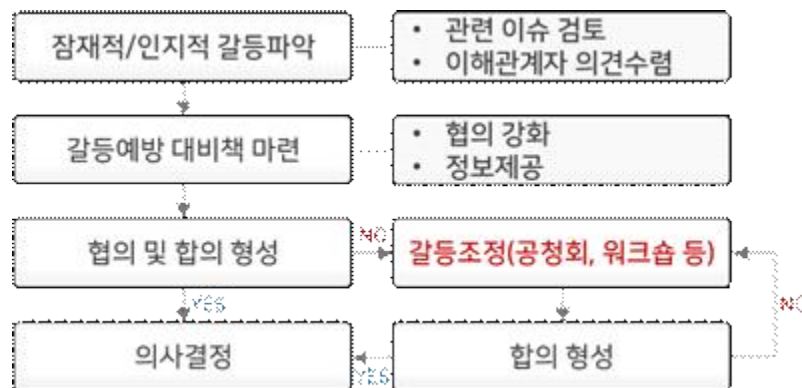 잠재적/인지적 갈등파악
• 관련 이슈 검토
• 이해관계자 의견수렴
갈등예방 대비책 마련
• 협의 강화
• 정보제공
협의 및 합의 형성
NO
갈등조정(공청회, 워크숍 등)
YES
NO
의사결정
YES
합의 형성